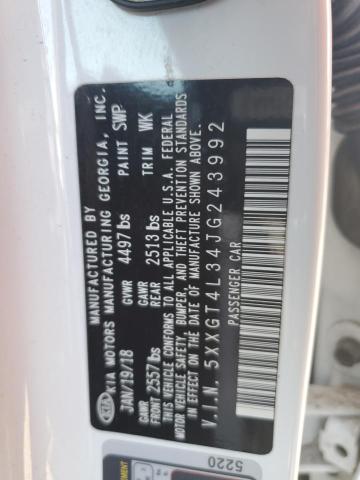 MANUFACTURED BY
KIA KIA MOTORS MANUFACTURING GEORGIA, INC.
JAN/19/18 GVWR 4497 lbs PAINT SWP
GAWR FRONT 2557 lbs GAWR REAR 2513 lbs TRIM WK
THIS VEHICLE CONFORMS TO ALL APPLICABLE U.S.A. FEDERAL
MOTOR VEHICLE SAFETY, BUMPER, AND THEFT PREVENTION STANDARDS
IN EFFECT ON THE DATE OF MANUFACTURE SHOWN ABOVE.
V.I.N. 5XXGT4L34JG243992
PASSENGER CAR
5220